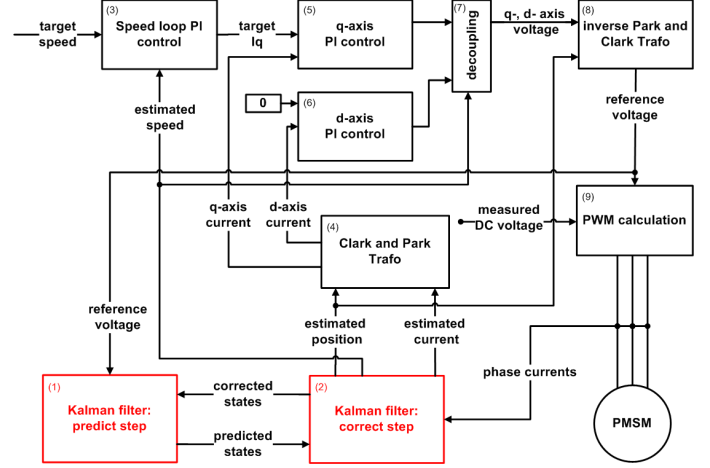 (3)
Speed loop PI
control
target
speed
target
Iq
(5)
q-axis
PI control
(7)
decoupling
q-, d- axis
voltage
(8)
inverse Park and
Clark Trafo
estimated
speed
0
(6)
d-axis
PI control
reference
voltage
q-axis
current
d-axis
current
(4)
Clark and Park
Trafo
measured
DC voltage
(9)
PWM calculation
reference
voltage
estimated
position
estimated
current
phase currents
(1)
Kalman filter:
predict step
corrected
states
predicted
states
(2)
Kalman filter:
correct step
PMSM